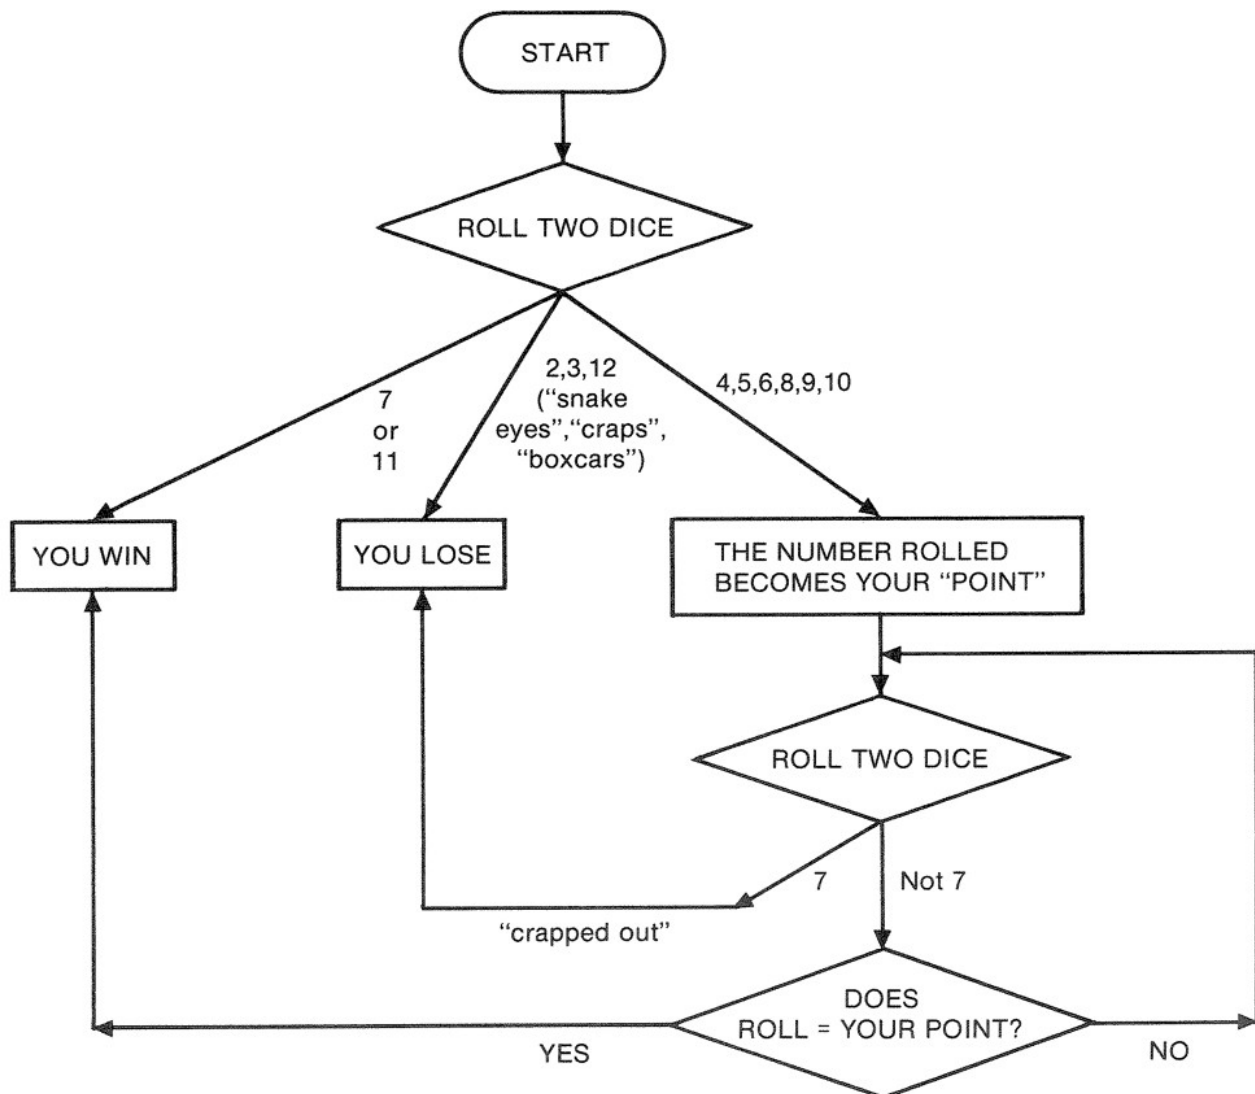 START
ROLL TWO DICE
7
or
11
2,3,12
(“snake
eyes”,“craps”,
“boxcars”)
4,5,6,8,9,10
YOU WIN
YOU LOSE
THE NUMBER ROLLED
BECOMES YOUR “POINT”
ROLL TWO DICE
7
Not 7
“crapped out”
DOES
ROLL = YOUR POINT?
YES
NO